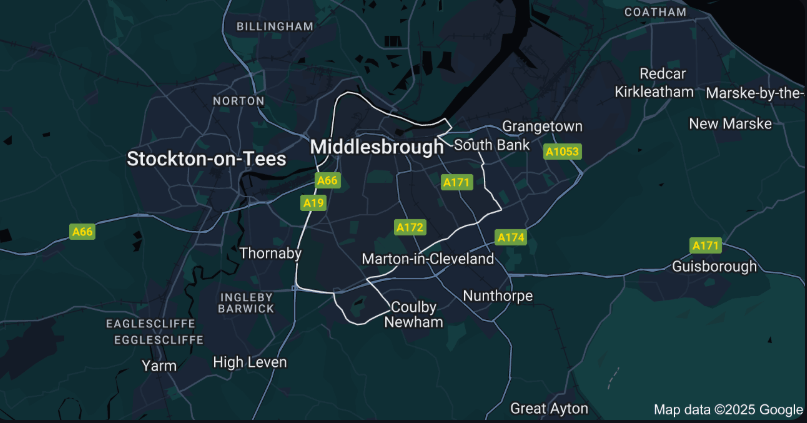 COATHAM
BILLINGHAM
Redcar
Kirkleatham
Marske-by-the-
NORTON
New Marske
Grangetown
Middlesbrough
South Bank
A1053
Stockton-on-Tees
A66
A171
A19
A172
A66
A174
A171
Thornaby
Marton-in-Cleveland
Guisborough
INGLEBY
BARWICK
Nunthorpe
Coulby
Newham
EAGLESCLIFFE
EGGLESCLIFFE
Yarm
High Leven
Great Ayton
Map data ©2025 Google